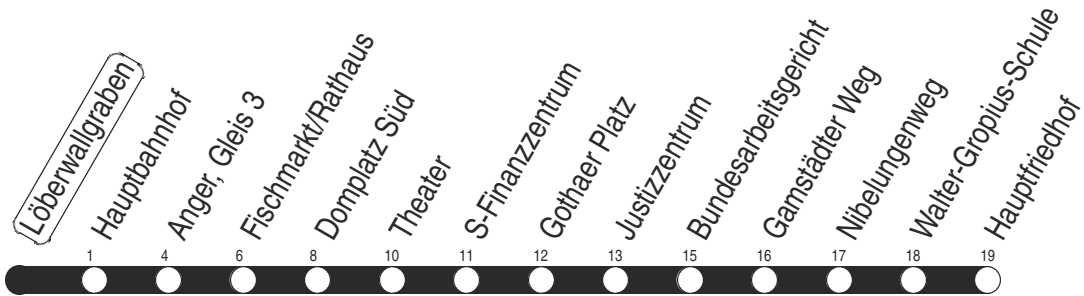 Löberwallgraben
Hauptbahnhof
Anger, Gleis 3
Fischmarkt/Rathaus
Domplatz Süd
Theater
S-Finanzzentrum
Gothaer Platz
Justizzentrum
Bundesarbeitsgericht
Gamstädter Weg
Nibelungenweg
Walter-Gropius-Schule
Hauptfriedhof
1 4 6 8 10 11 12 13 15 16 17 18 19